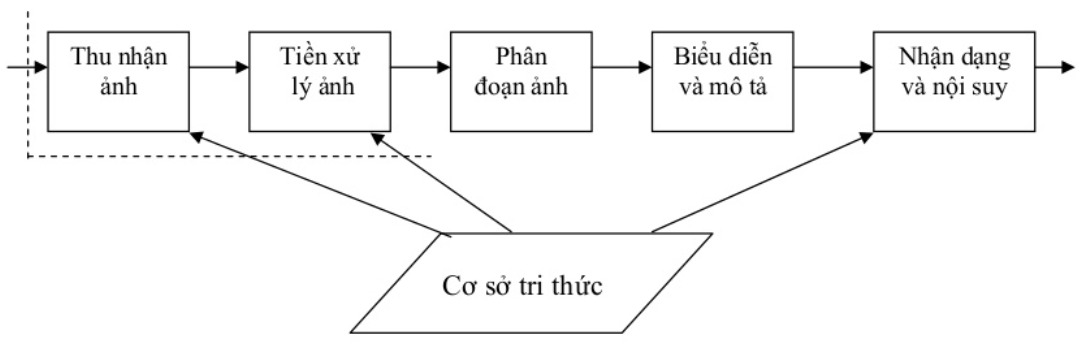 Thu nhận
ảnh
Tiền xử
lý ảnh
Phân
đoạn ảnh
Biểu diễn
và mô tả
Nhận dạng
và nội suy
Cơ sở tri thức